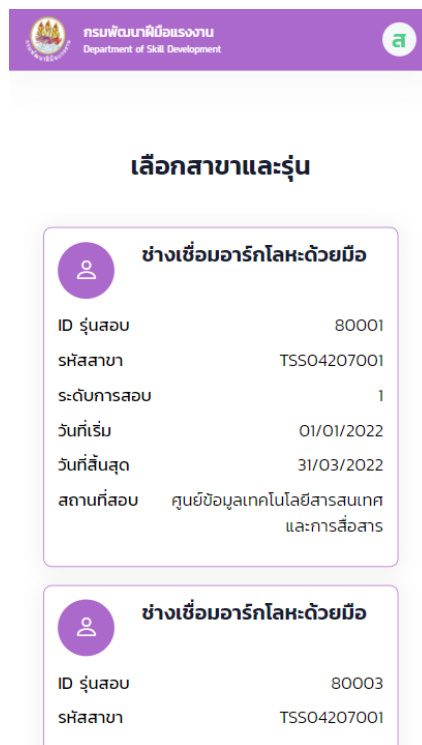 กรมพัฒนาฝีมือแรงงาน
Department of Skill Development
ส
เลือกสาขาและรุ่น
ช่างเชื่อมอาร์กโลหะด้วยมือ
ID รุ่นสอบ 80001
รหัสสาขา TSS04207001
ระดับการสอบ 1
วันที่เริ่ม 01/01/2022
วันที่สิ้นสุด 31/03/2022
สถานที่สอบ ศูนย์ข้อมูลเทคโนโลยีสารสนเทศ
และการสื่อสาร
ช่างเชื่อมอาร์กโลหะด้วยมือ
ID รุ่นสอบ 80003
รหัสสาขา TSS04207001